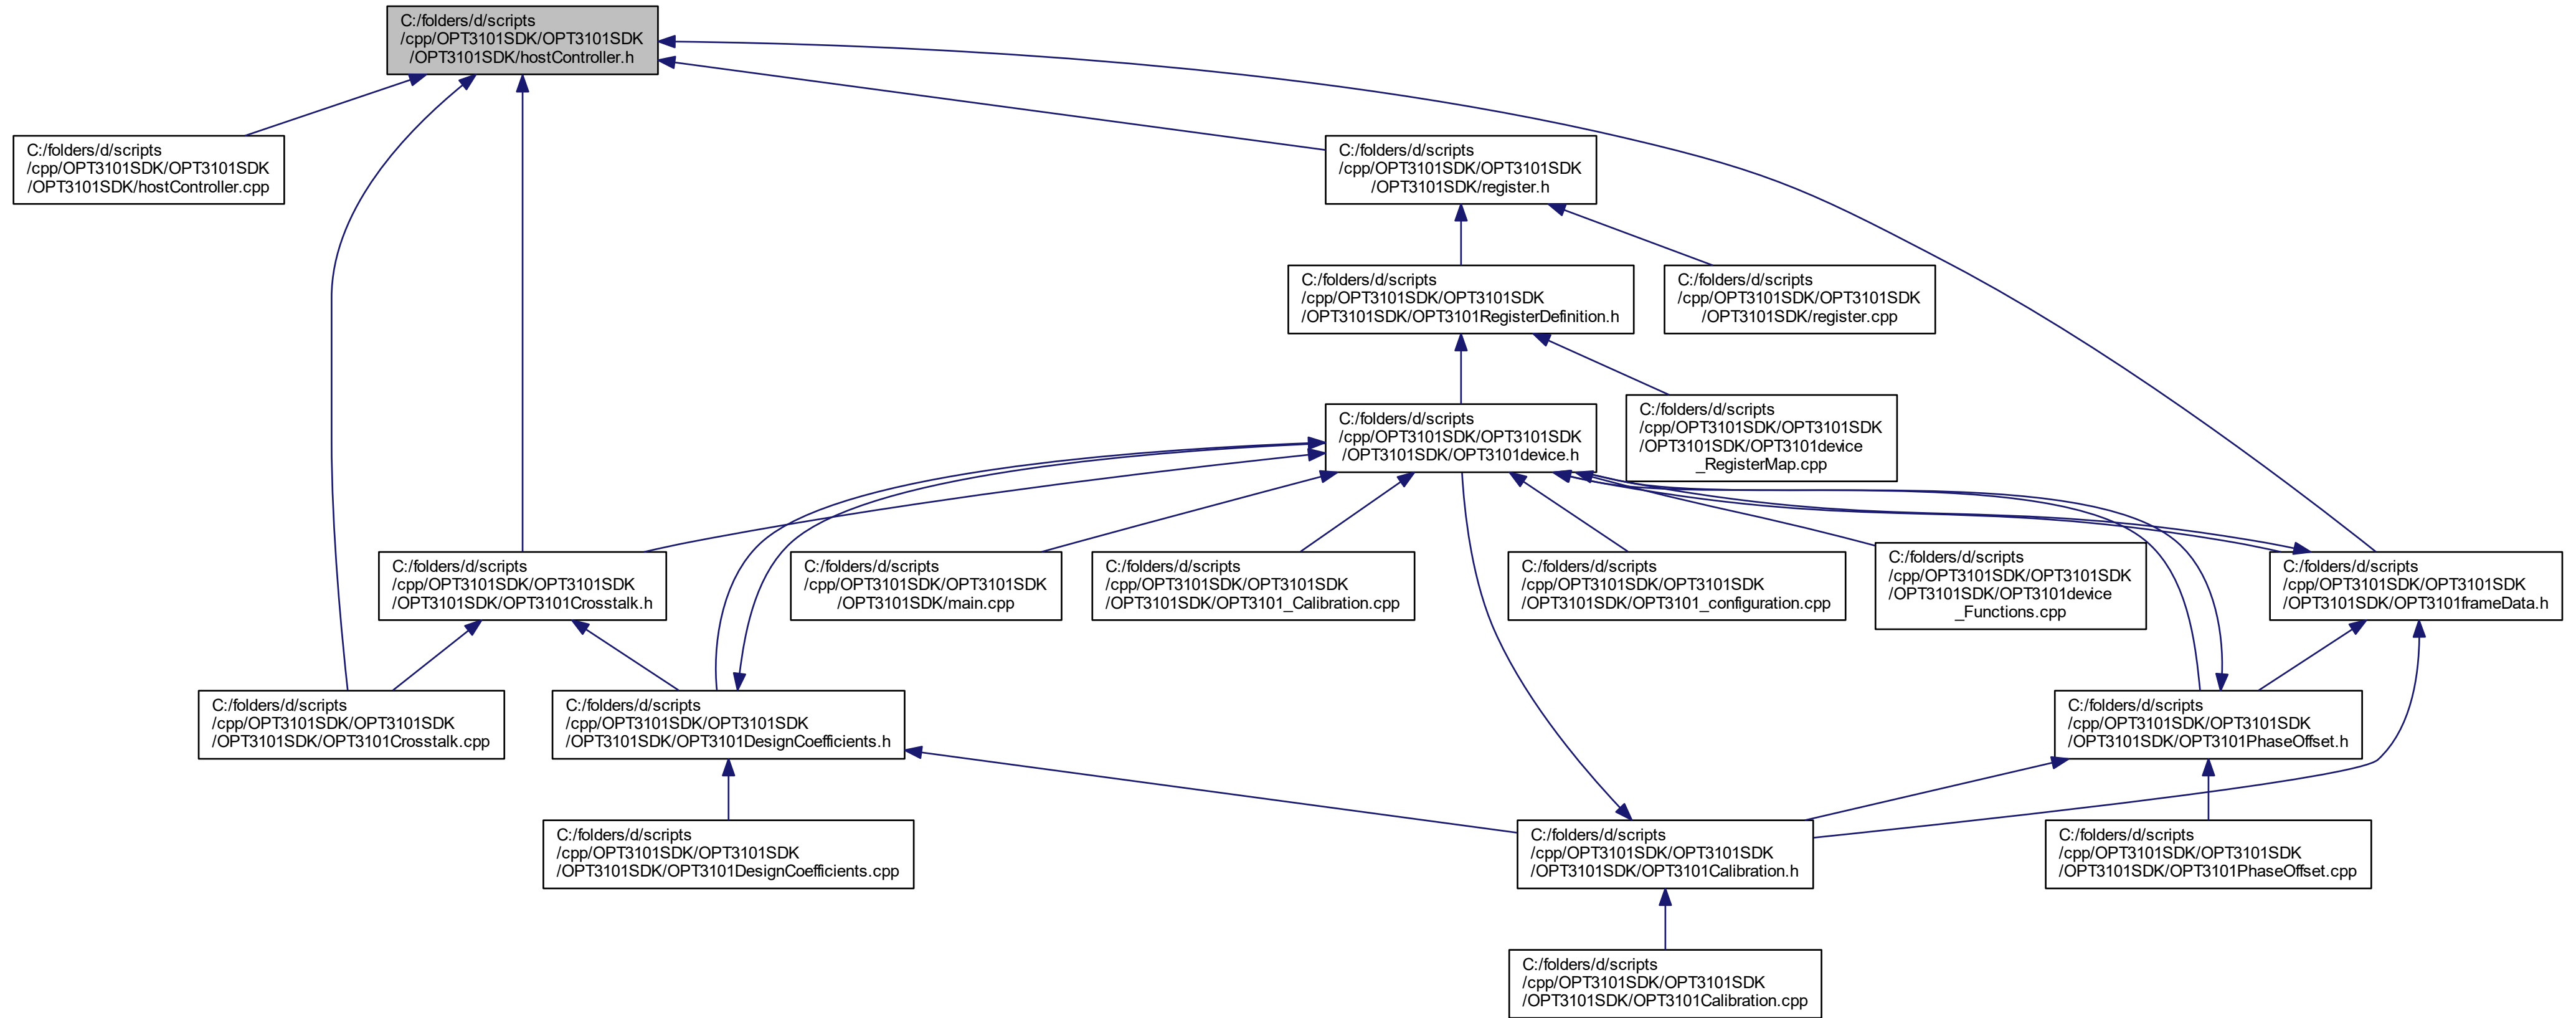 C:/folders/d/scripts
/cpp/OPT3101SDK/OPT3101SDK
/OPT3101SDK/hostController.h
C:/folders/d/scripts
/cpp/OPT3101SDK/OPT3101SDK
/OPT3101SDK/hostController.cpp
C:/folders/d/scripts
/cpp/OPT3101SDK/OPT3101SDK
/OPT3101SDK/register.h
C:/folders/d/scripts
/cpp/OPT3101SDK/OPT3101SDK
/OPT3101SDK/OPT3101RegisterDefinition.h
C:/folders/d/scripts
/cpp/OPT3101SDK/OPT3101SDK
/OPT3101SDK/register.cpp
C:/folders/d/scripts
/cpp/OPT3101SDK/OPT3101SDK
/OPT3101SDK/OPT3101device.h
C:/folders/d/scripts
/cpp/OPT3101SDK/OPT3101SDK
/OPT3101SDK/OPT3101device
_RegisterMap.cpp
C:/folders/d/scripts
/cpp/OPT3101SDK/OPT3101SDK
/OPT3101SDK/OPT3101Crosstalk.h
C:/folders/d/scripts
/cpp/OPT3101SDK/OPT3101SDK
/OPT3101SDK/main.cpp
C:/folders/d/scripts
/cpp/OPT3101SDK/OPT3101SDK
/OPT3101SDK/OPT3101_Calibration.cpp
C:/folders/d/scripts
/cpp/OPT3101SDK/OPT3101SDK
/OPT3101SDK/OPT3101_configuration.cpp
C:/folders/d/scripts
/cpp/OPT3101SDK/OPT3101SDK
/OPT3101SDK/OPT3101device
_Functions.cpp
C:/folders/d/scripts
/cpp/OPT3101SDK/OPT3101SDK
/OPT3101SDK/OPT3101frameData.h
C:/folders/d/scripts
/cpp/OPT3101SDK/OPT3101SDK
/OPT3101SDK/OPT3101Crosstalk.cpp
C:/folders/d/scripts
/cpp/OPT3101SDK/OPT3101SDK
/OPT3101SDK/OPT3101DesignCoefficients.h
C:/folders/d/scripts
/cpp/OPT3101SDK/OPT3101SDK
/OPT3101SDK/OPT3101PhaseOffset.h
C:/folders/d/scripts
/cpp/OPT3101SDK/OPT3101SDK
/OPT3101SDK/OPT3101DesignCoefficients.cpp
C:/folders/d/scripts
/cpp/OPT3101SDK/OPT3101SDK
/OPT3101SDK/OPT3101Calibration.h
C:/folders/d/scripts
/cpp/OPT3101SDK/OPT3101SDK
/OPT3101SDK/OPT3101PhaseOffset.cpp
C:/folders/d/scripts
/cpp/OPT3101SDK/OPT3101SDK
/OPT3101SDK/OPT3101Calibration.cpp